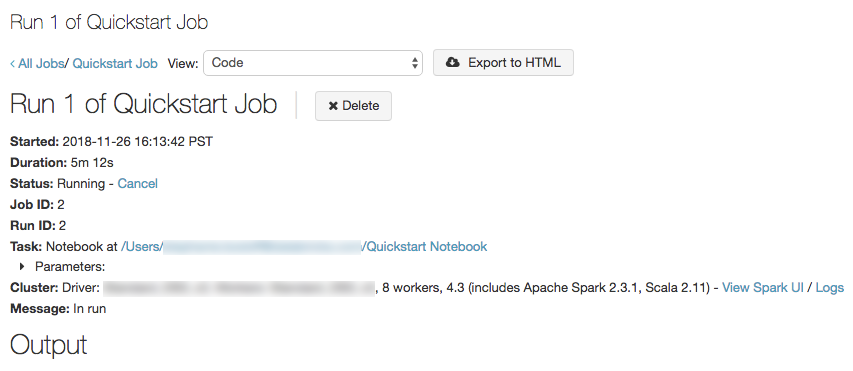 Run 1 of Quickstart Job
< All Jobs/ Quickstart Job View: Code Export to HTML
Run 1 of Quickstart Job Delete
Started: 2018-11-26 16:13:42 PST
Duration: 5m 12s
Status: Running - Cancel
Job ID: 2
Run ID: 2
Task: Notebook at /Users/ /Quickstart Notebook
Parameters:
Cluster: Driver: , 8 workers, 4.3 (includes Apache Spark 2.3.1, Scala 2.11) - View Spark UI / Logs
Message: In run
Output